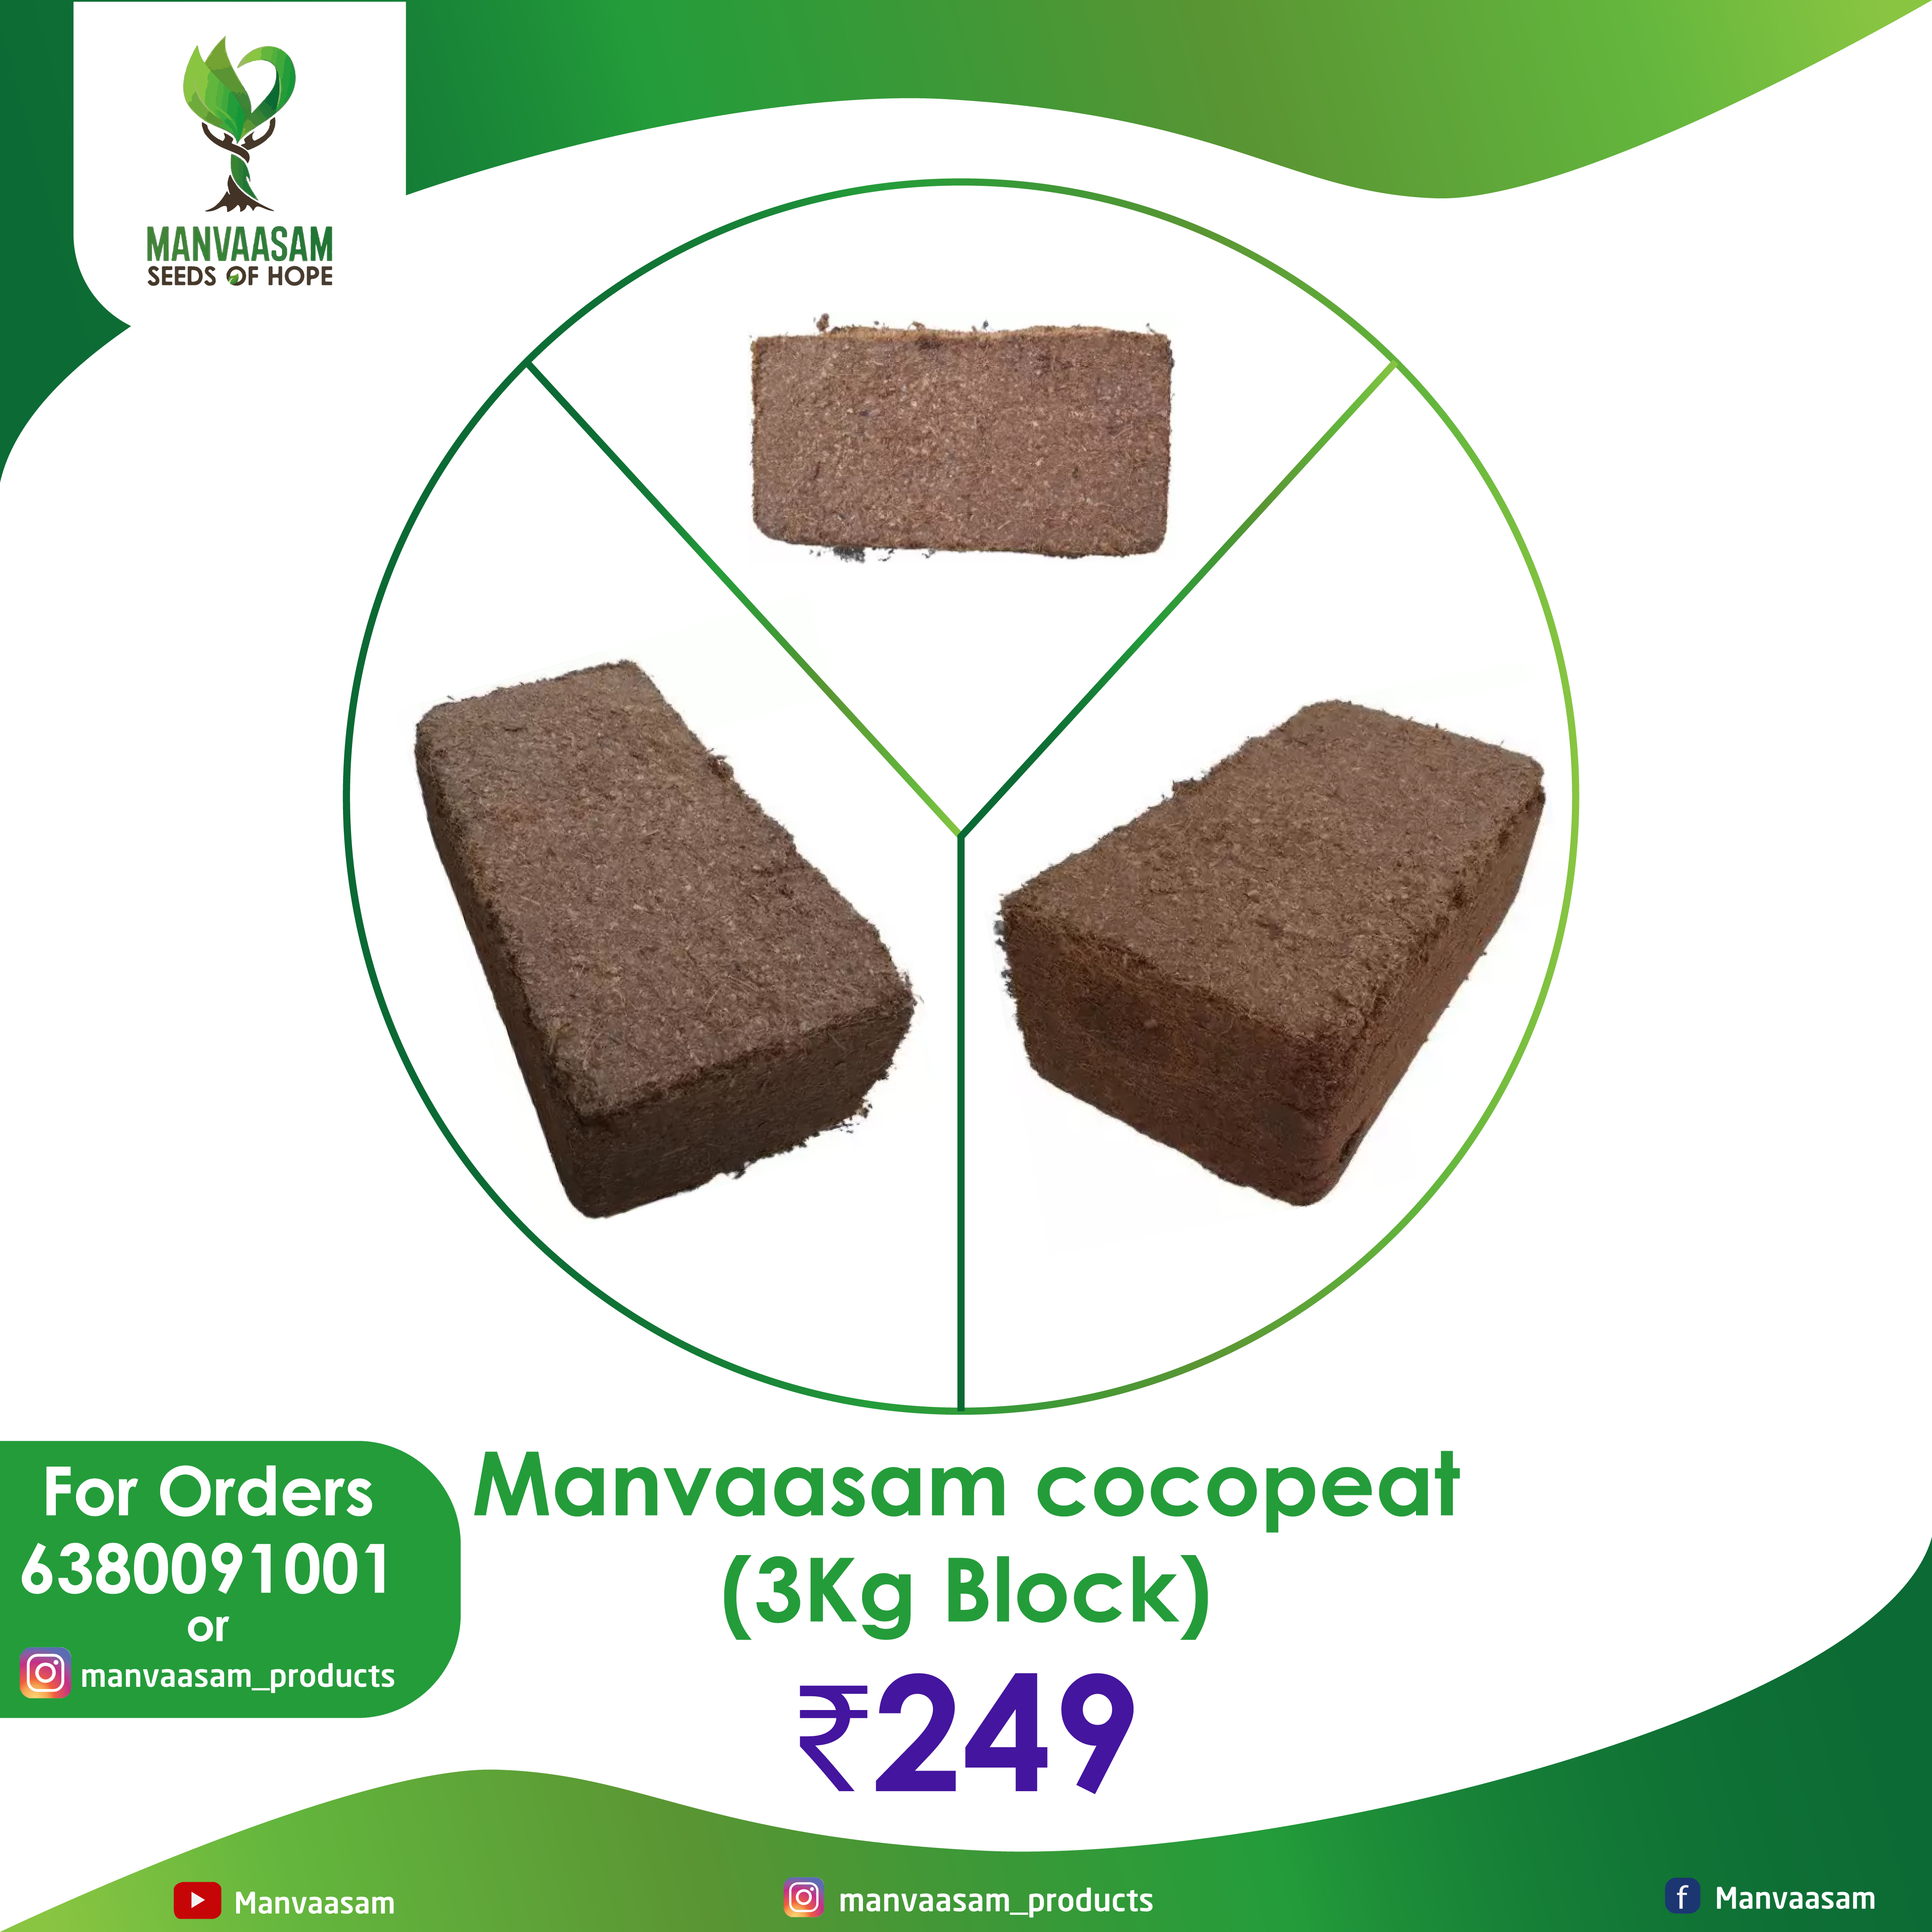 MANVAASAM
SEEDS OF HOPE
For Orders
6380091001
or
manvaasam_products
Manvaasam cocopeat
(3Kg Block)
₹249
Manvaasam
manvaasam_products
Manvaasam